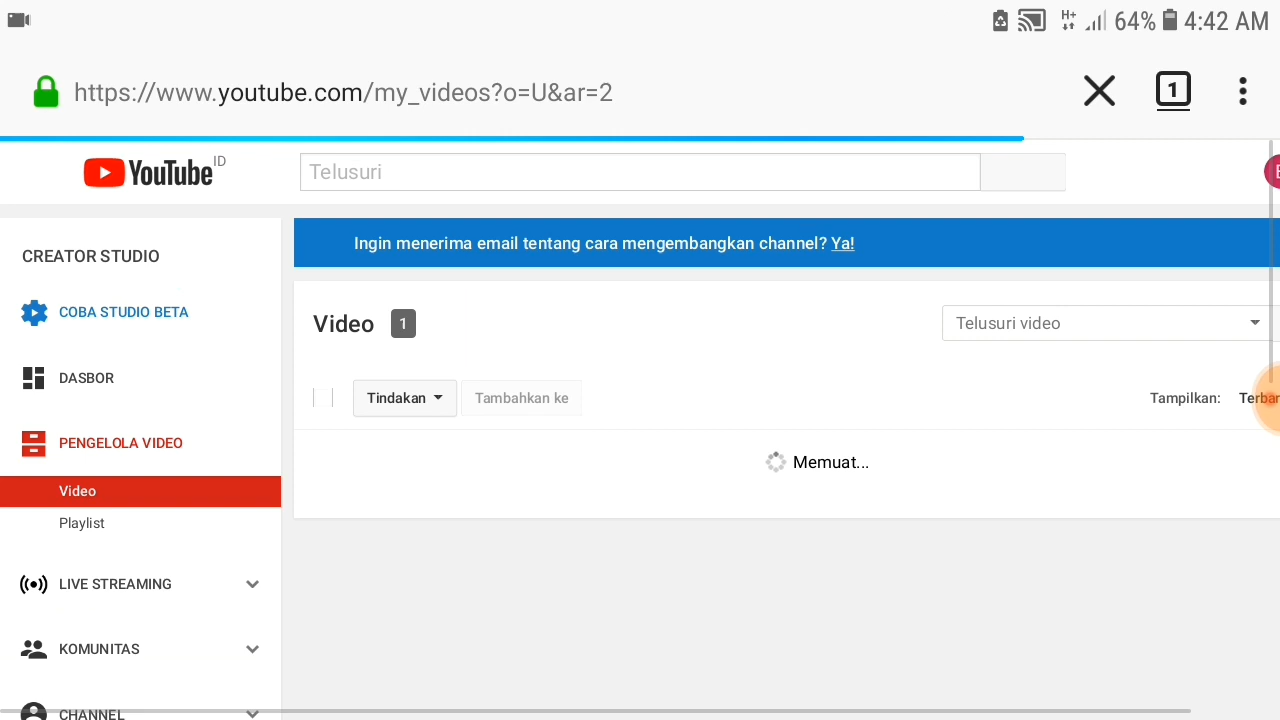 H+ 64% 4:42 AM
https://www.youtube.com/my_videos?o=U&ar=2
1
YouTube ID
Telusuri
Ingin menerima email tentang cara mengembangkan channel? Ya!
CREATOR STUDIO
COBA STUDIO BETA
DASBOR
PENGELOLA VIDEO
Video
Playlist
LIVE STREAMING
KOMUNITAS
CHANNEL
Video 1
Telusuri video
Tindakan Tambahkan ke
Tampilkan:
Memuat...